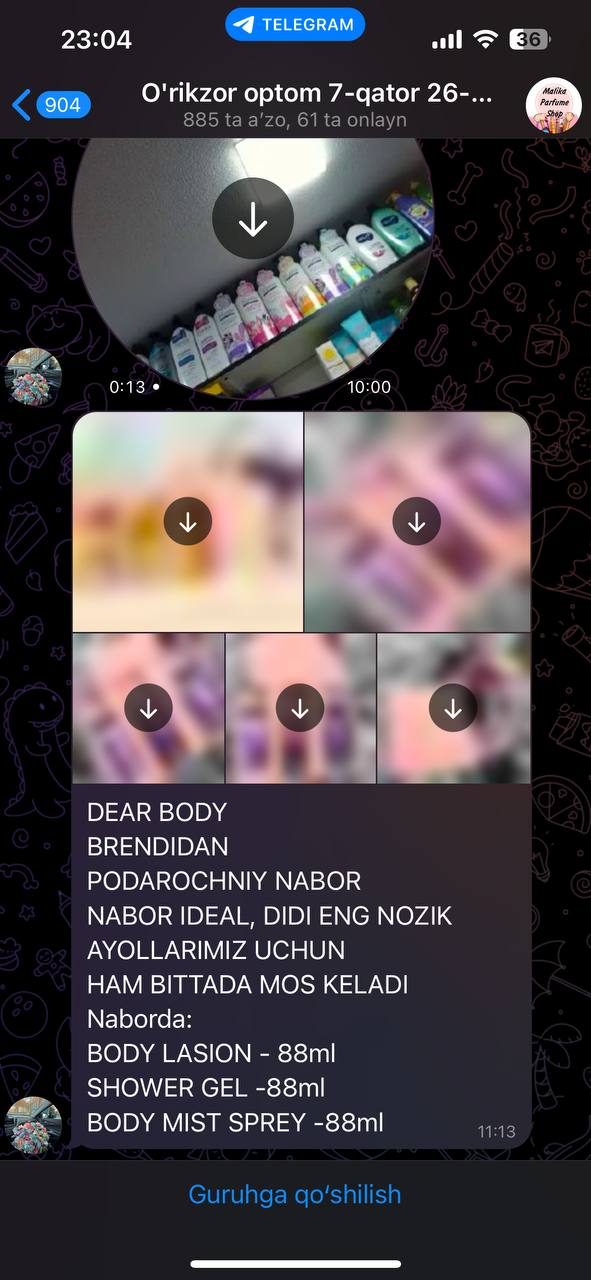 23:04
TELEGRAM
36
904
O'rikzor optom 7-qator 26-...
885 ta a’zo, 61 ta onlayn
Malika
Parfume
Shop
0:13
10:00
DEAR BODY
BRENDIDAN
PODAROCHNIY NABOR
NABOR IDEAL, DIDI ENG NOZIK
AYOLLARIMIZ UCHUN
HAM BITTADA MOS KELADI
Naborda:
BODY LASION - 88ml
SHOWER GEL -88ml
BODY MIST SPREY -88ml
11:13
Guruhga qo‘shilish